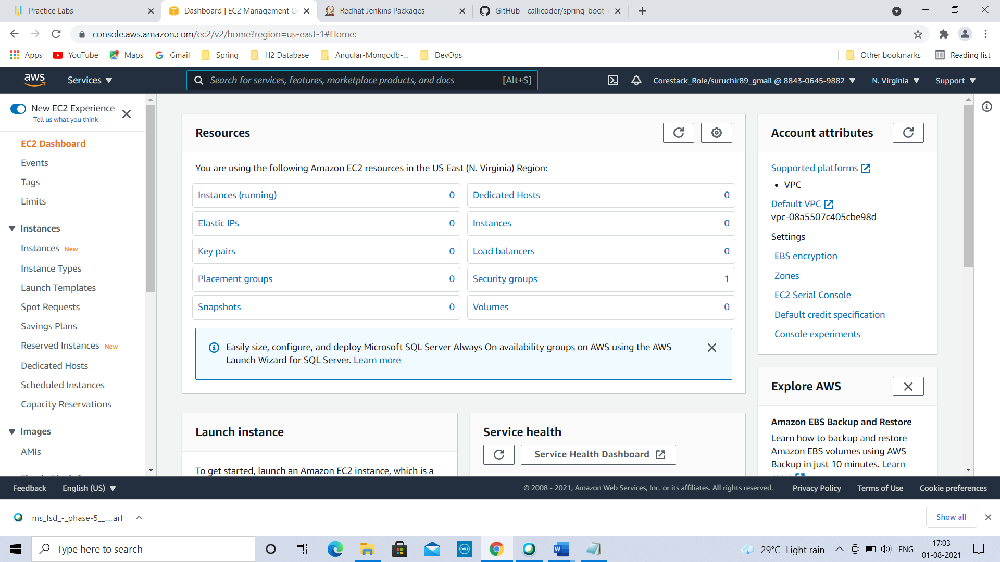 Practice Labs
Dashboard | EC2 Management C
Redhat Jenkins Packages
GitHub - callicoder/spring-boot-
console.aws.amazon.com/ec2/v2/home?region=us-east-1#Home:
Apps YouTube Maps Gmail Spring H2 Database Angular-Mongodb-... DevOps Other bookmarks Reading list
aws Services Search for services, features, marketplace products, and docs [Alt+S] Corestack_Role/suruchir89_gmail @ 8843-0645-9882 N. Virginia Support
New EC2 Experience
Tell us what you think
EC2 Dashboard
Events
Tags
Limits
Instances
Instances New
Instance Types
Launch Templates
Spot Requests
Savings Plans
Reserved Instances New
Dedicated Hosts
Scheduled Instances
Capacity Reservations
Images
AMIs
Resources
You are using the following Amazon EC2 resources in the US East (N. Virginia) Region:
Instances (running) 0
Dedicated Hosts 0
Elastic IPs 0
Instances 0
Key pairs 0
Load balancers 0
Placement groups 0
Security groups 1
Snapshots 0
Volumes 0
Easily size, configure, and deploy Microsoft SQL Server Always On availability groups on AWS using the AWS
Launch Wizard for SQL Server. Learn more
Launch instance
To get started, launch an Amazon EC2 instance, which is a
Service health
Service Health Dashboard
Account attributes
Supported platforms
• VPC
Default VPC
vpc-08a5507c405cbe98d
Settings
EBS encryption
Zones
EC2 Serial Console
Default credit specification
Console experiments
Explore AWS
Amazon EBS Backup and Restore
Learn how to backup and restore
Amazon EBS volumes using AWS
Backup in just 10 minutes. Learn
Feedback English (US) © 2008 - 2021, Amazon Web Services, Inc. or its affiliates. All rights reserved. Privacy Policy Terms of Use Cookie preferences
ms_fsd_-_phase-5__....arf
Show all
Type here to search
DELL
W
29°C Light rain
ENG
17:03
01-08-2021